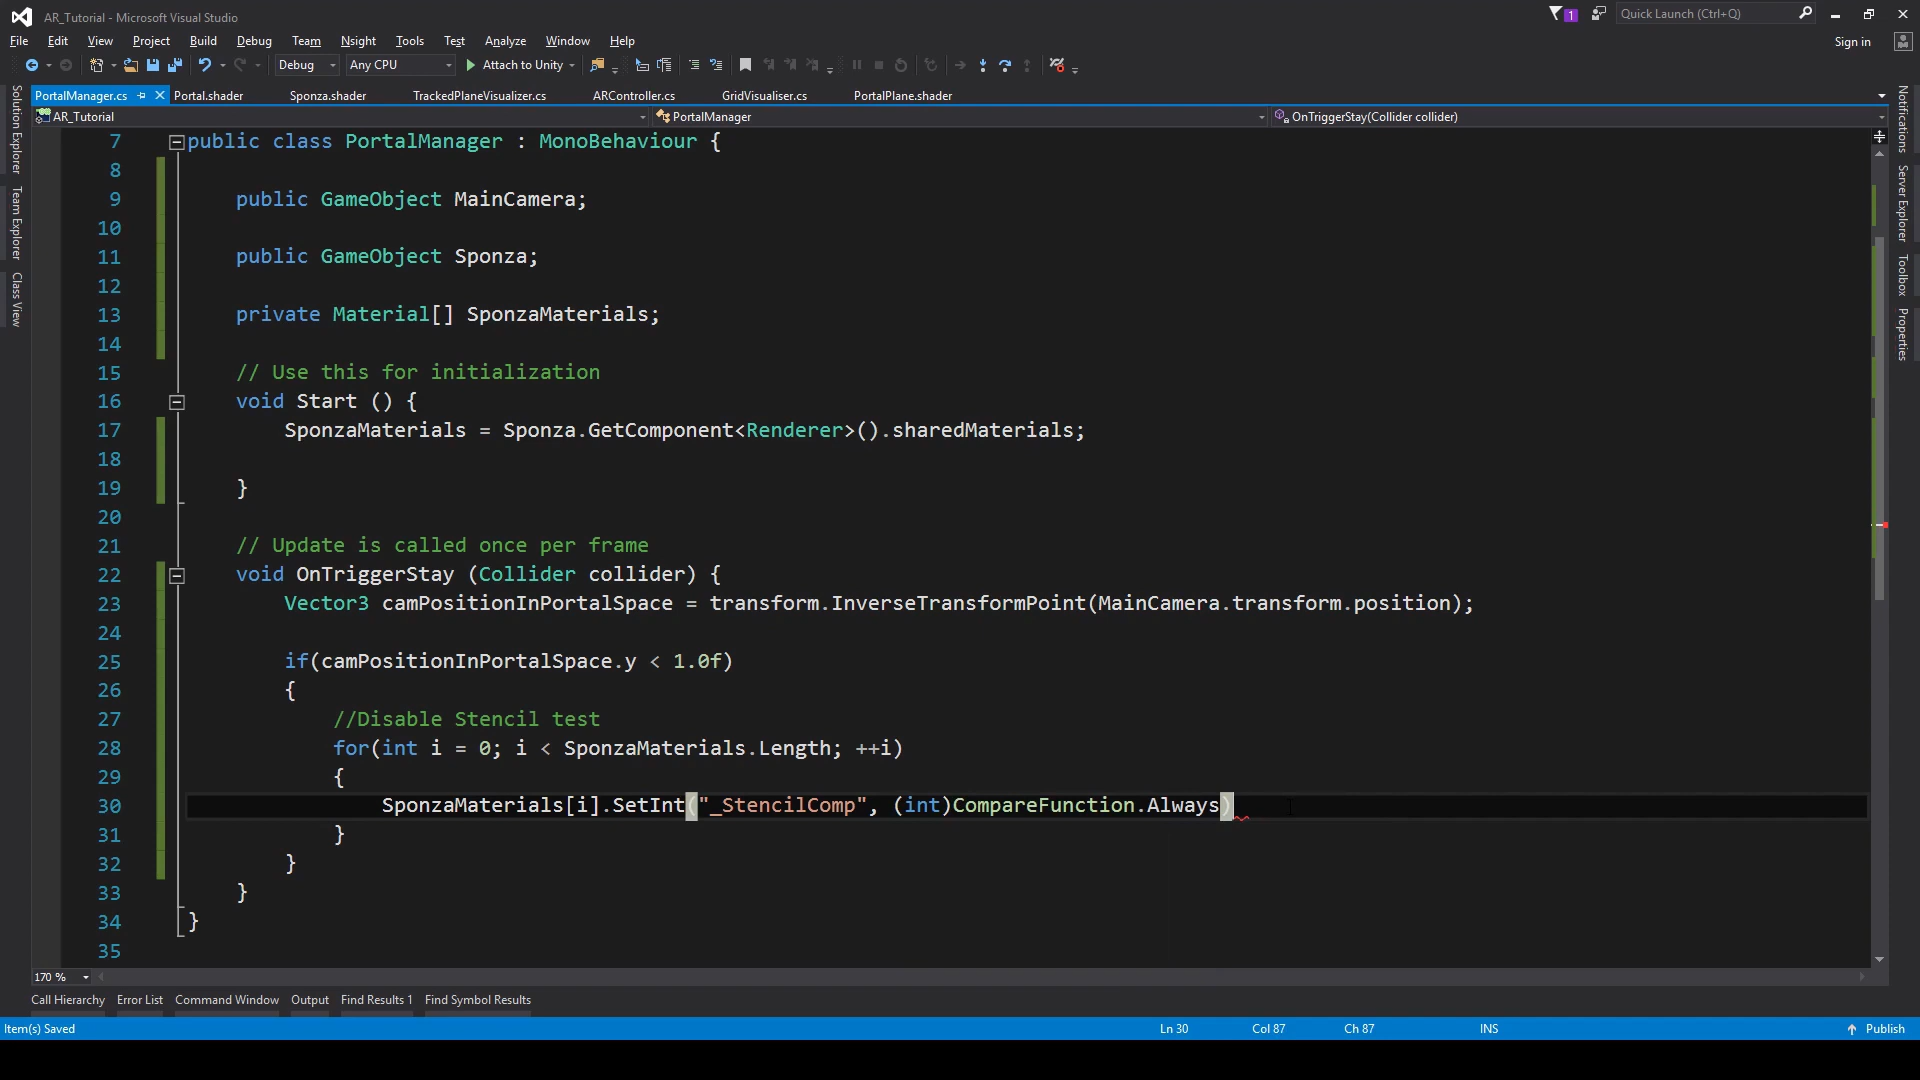 AR_Tutorial - Microsoft Visual Studio
1
Quick Launch (Ctrl+Q)
File Edit View Project Build Debug Team Nsight Tools Test Analyze Window Help
Sign in
Debug Any CPU Attach to Unity
PortalManager.cs Portal.shader Sponza.shader TrackedPlaneVisualizer.cs ARController.cs GridVisualiser.cs PortalPlane.shader
AR_Tutorial PortalManager OnTriggerStay(Collider collider)
Solution Explorer
Team Explorer
Class View
Notifications
Server Explorer
Toolbox
Properties
7 public class PortalManager : MonoBehaviour {
8
9 public GameObject MainCamera;
10
11 public GameObject Sponza;
12
13 private Material[] SponzaMaterials;
14
15 // Use this for initialization
16 void Start () {
17 SponzaMaterials = Sponza.GetComponent<Renderer>().sharedMaterials;
18
19 }
20
21 // Update is called once per frame
22 void OnTriggerStay (Collider collider) {
23 Vector3 camPositionInPortalSpace = transform.InverseTransformPoint(MainCamera.transform.position);
24
25 if(camPositionInPortalSpace.y < 1.0f)
26 {
27 //Disable Stencil test
28 for(int i = 0; i < SponzaMaterials.Length; ++i)
29 {
30 SponzaMaterials[i].SetInt("_StencilComp", (int)CompareFunction.Always)
31 }
32 }
33 }
34 }
35
170 %
Call Hierarchy Error List Command Window Output Find Results 1 Find Symbol Results
Item(s) Saved Ln 30 Col 87 Ch 87 INS Publish